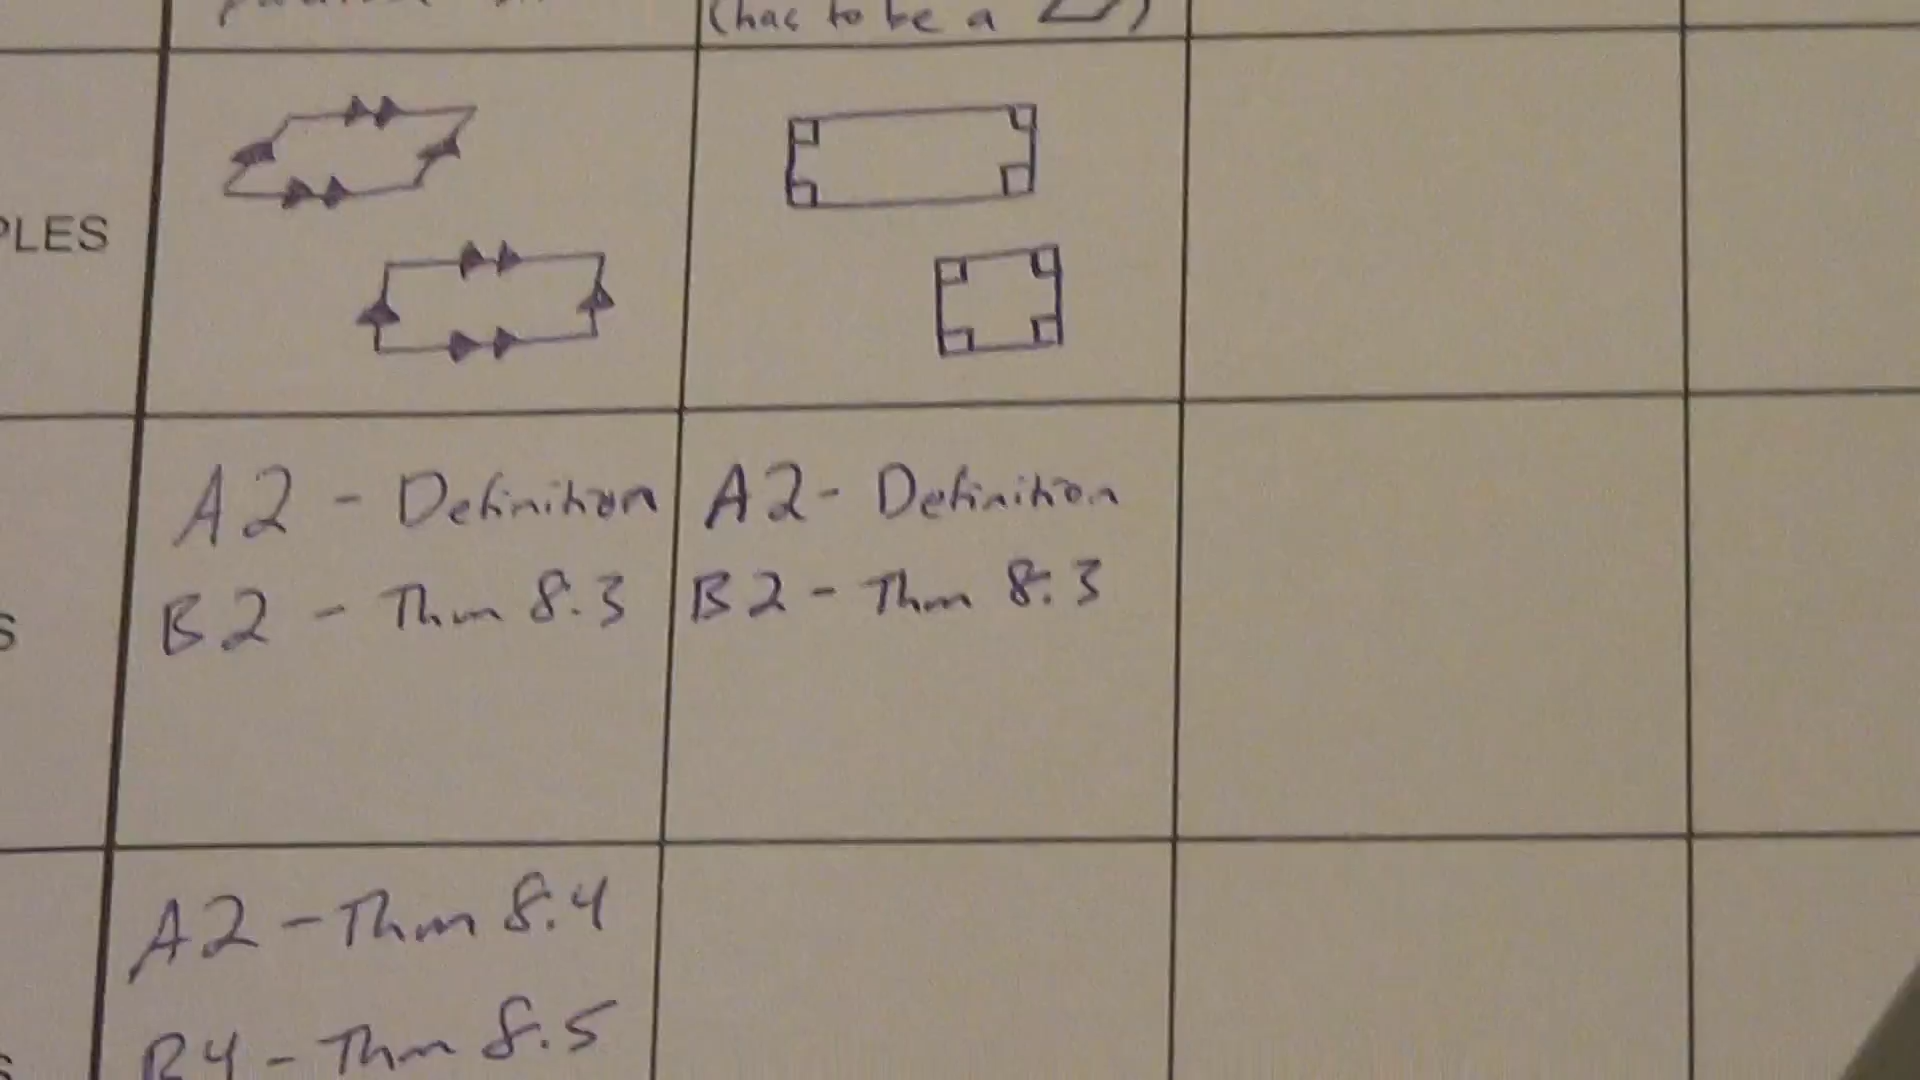 (has to be a ▱)
PLES
A2 - Definition
B2 - Thm 8.3
A2 - Definition
B2 - Thm 8.3
S
A2 - Thm 8.4
B4 - Thm 8.5
S